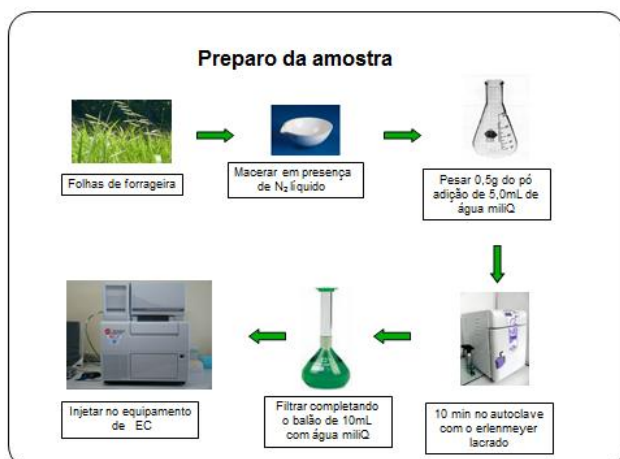 Preparo da amostra
Folhas de forrageira
Macerar em presença
de N₂ líquido
Pesar 0,5g do pó
adição de 5,0mL de
água miliQ
10 min no autoclave
com o erlenmeyer
lacrado
Filtrar completando
o balão de 10mL
com água miliQ
Injetar no equipamento
de EC